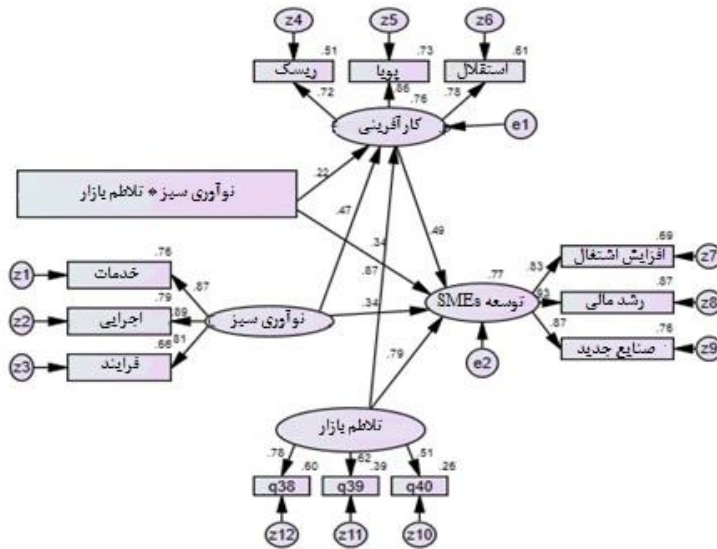 z4 z5 z6
.51 .73 .61
ریسک پویا استقلال
.72 .86 .76 .78
کارآفرینی e1
نوآوری سبز * تلاطم بازار
.22
.47 .34 .49
.87
.34
z1 خدمات .76
.87
z2 اجرایی .79
.89
z3 فرایند .66
.81
نوآوری سبز
توسعه SMEs .77
e2
.79
.83 افزایش اشتغال .69 z7
.93 رشد مالی .87 z8
.87 صنایع جدید .76 z9
تلاطم بازار
.78 .62 .51
.60 .39 .26
q38 q39 q40
z12 z11 z10